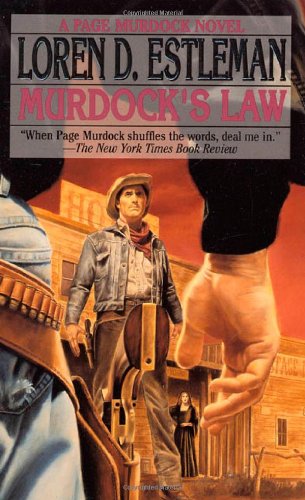 A PAGE MURDOCK NOVEL
LOREN D. ESTLEMAN
MURDOCK'S LAW
"When Page Murdock shuffles the words, deal me in."
—The New York Times Book Review